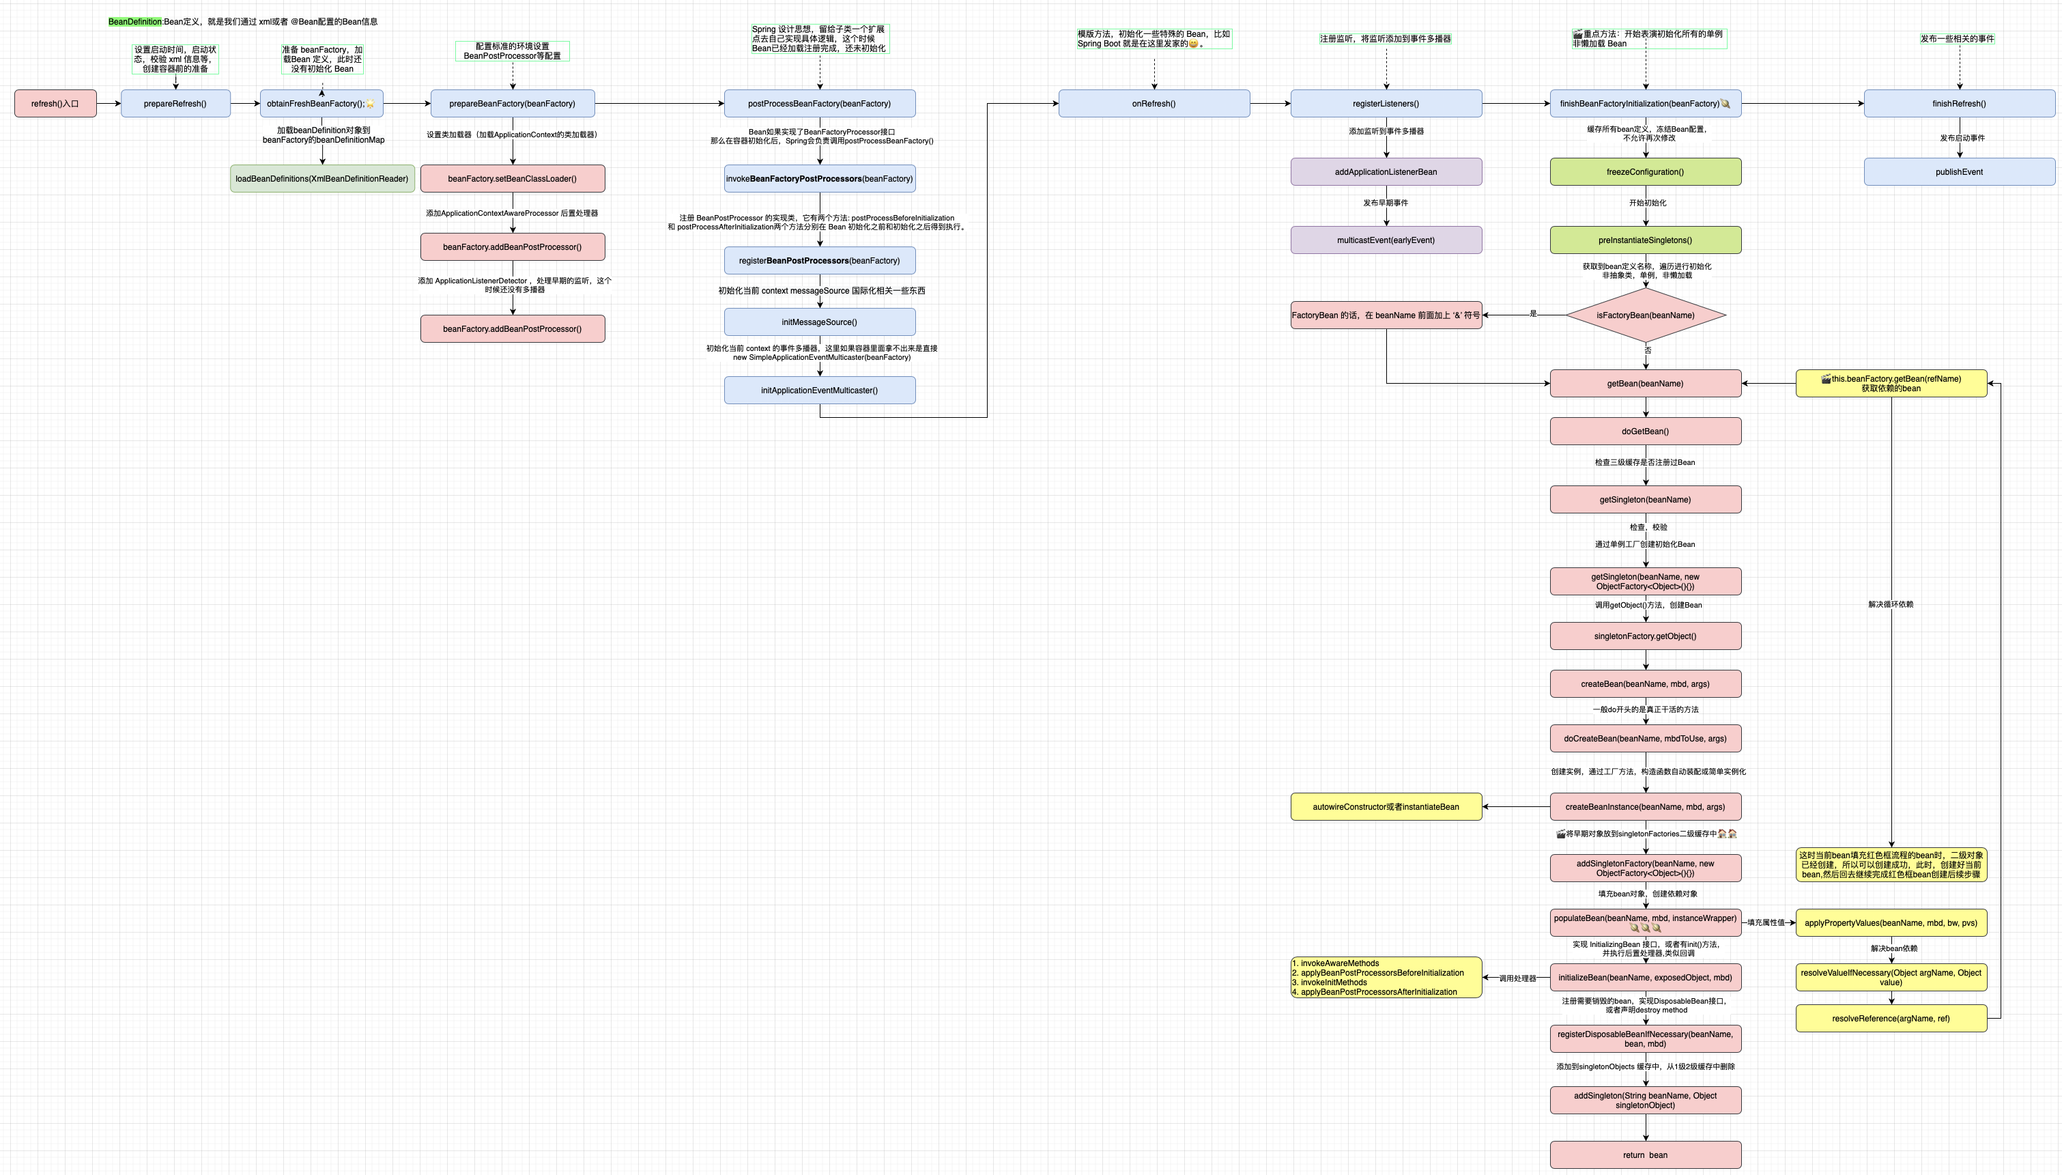 BeanDefinition:Bean定义，就是我们通过 xml或者 @Bean配置的Bean信息
设置启动时间，启动状
态，校验 xml 信息等，
创建容器前的准备
准备 beanFactory，加
载Bean 定义，此时还
没有初始化 Bean
配置标准的环境设置
BeanPostProcessor等配置
Spring 设计思想，留给子类一个扩展
点去自己实现具体逻辑，这个时候
Bean已经加载注册完成，还未初始化
模版方法，初始化一些特殊的 Bean，比如
Spring Boot 就是在这里发家的😄。
注册监听，将监听添加到事件多播器
🎬重点方法：开始表演初始化所有的单例
非懒加载 Bean
发布一些相关的事件
refresh()入口
prepareRefresh()
obtainFreshBeanFactory();
prepareBeanFactory(beanFactory)
postProcessBeanFactory(beanFactory)
onRefresh()
registerListeners()
finishBeanFactoryInitialization(beanFactory)
finishRefresh()
加载beanDefinition对象到
beanFactory的beanDefinitionMap
loadBeanDefinitions(XmlBeanDefinitionReader)
设置类加载器（加载ApplicationContext的类加载器）
beanFactory.setBeanClassLoader()
添加ApplicationContextAwareProcessor 后置处理器
beanFactory.addBeanPostProcessor()
添加 ApplicationListenerDetector ，处理早期的监听，这个
时候还没有多播器
beanFactory.addBeanPostProcessor()
Bean如果实现了BeanFactoryProcessor接口
那么在容器初始化后，Spring会负责调用postProcessBeanFactory()
invokeBeanFactoryPostProcessors(beanFactory)
注册 BeanPostProcessor 的实现类，它有两个方法: postProcessBeforeInitialization
和 postProcessAfterInitialization两个方法分别在 Bean 初始化之前和初始化之后得到执行。
registerBeanPostProcessors(beanFactory)
初始化当前 context messageSource 国际化相关一些东西
initMessageSource()
初始化当前 context 的事件多播器，这里如果容器里面拿不出来是直接
new SimpleApplicationEventMulticaster(beanFactory)
initApplicationEventMulticaster()
添加监听到事件多播器
addApplicationListenerBean
发布早期事件
multicastEvent(earlyEvent)
缓存所有bean定义，冻结Bean配置，
不允许再次修改
freezeConfiguration()
开始初始化
preInstantiateSingletons()
获取到bean定义名称，遍历进行初始化
非抽象类，单例，非懒加载
isFactoryBean(beanName)
是
FactoryBean 的话，在 beanName 前面加上 ‘&’ 符号
否
getBean(beanName)
🎬this.beanFactory.getBean(refName)
获取依赖的bean
doGetBean()
检查三级缓存是否注册过Bean
getSingleton(beanName)
检查，校验
通过单例工厂创建初始化Bean
getSingleton(beanName, new
ObjectFactory<Object>(){})
调用getObject()方法，创建Bean
singletonFactory.getObject()
createBean(beanName, mbd, args)
一般do开头的是真正干活的方法
doCreateBean(beanName, mbdToUse, args)
创建实例，通过工厂方法，构造函数自动装配或简单实例化
createBeanInstance(beanName, mbd, args)
autowireConstructor或者instantiateBean
🎬将早期对象放到singletonFactories二级缓存中🏠🏠
addSingletonFactory(beanName, new
ObjectFactory<Object>(){})
填充bean对象，创建依赖对象
populateBean(beanName, mbd, instanceWrapper)
填充属性值
applyPropertyValues(beanName, mbd, bw, pvs)
实现 InitializingBean 接口，或者有init()方法，
并执行后置处理器,类似回调
initializeBean(beanName, exposedObject, mbd)
调用处理器
1. invokeAwareMethods
2. applyBeanPostProcessorsBeforeInitialization
3. invokeInitMethods
4. applyBeanPostProcessorsAfterInitialization
注册需要销毁的bean，实现DisposableBean接口，
或者声明destroy method
registerDisposableBeanIfNecessary(beanName,
bean, mbd)
添加到singletonObjects 缓存中，从1级2级缓存中删除
addSingleton(String beanName, Object
singletonObject)
return bean
解决循环依赖
这时当前bean填充红色框流程的bean时，二级对象
已经创建，所以可以创建成功，此时，创建好当前
bean,然后回去继续完成红色框bean创建后续步骤
解决bean依赖
resolveValueIfNecessary(Object argName, Object
value)
resolveReference(argName, ref)
发布启动事件
publishEvent